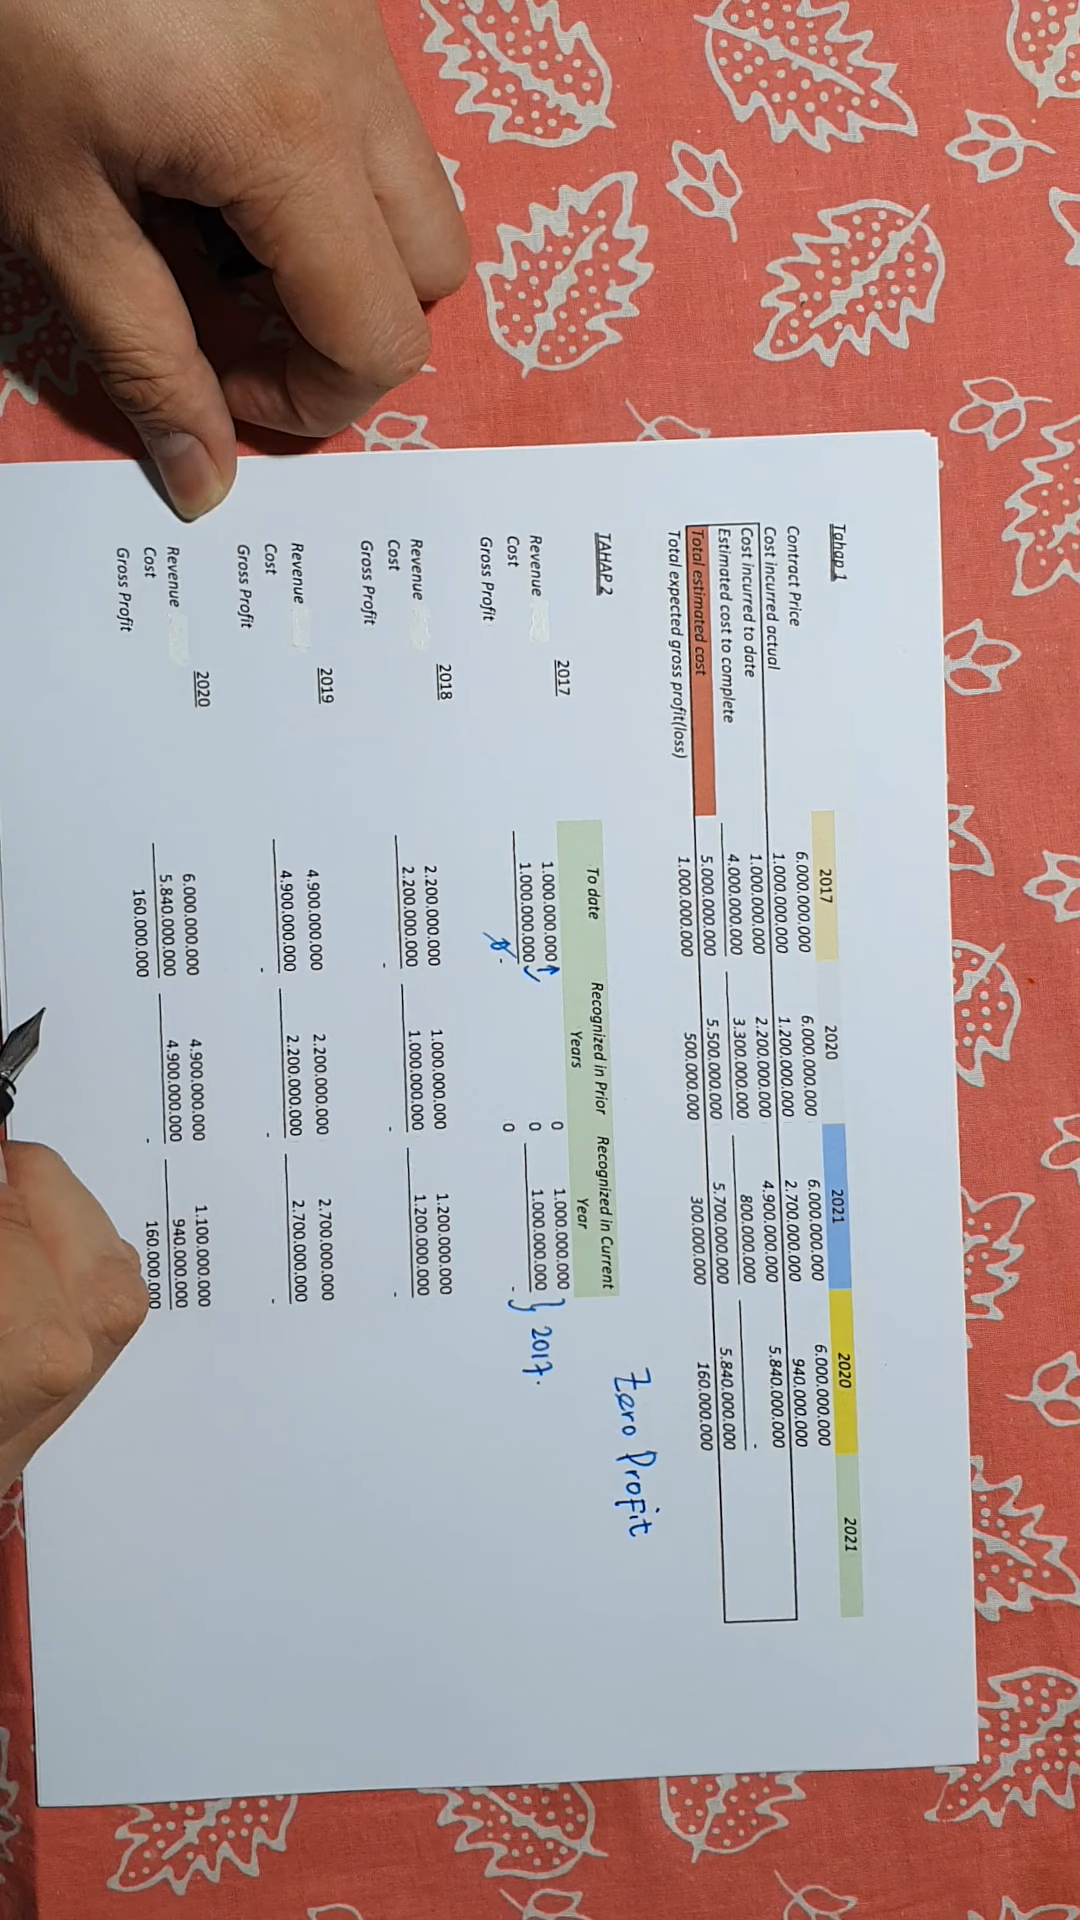 Tahap 1
2017 2020 2021 2020 2021
Contract Price 6.000.000.000 6.000.000.000 6.000.000.000 6.000.000.000
Cost incurred actual 1.000.000.000 1.200.000.000 2.700.000.000 940.000.000
Cost incurred to date 1.000.000.000 2.200.000.000 4.900.000.000 5.840.000.000
Estimated cost to complete 4.000.000.000 3.300.000.000 800.000.000 -
Total estimated cost 5.000.000.000 5.500.000.000 5.700.000.000 5.840.000.000
Total expected gross profit(loss) 1.000.000.000 500.000.000 300.000.000 160.000.000
Zero Profit
TAHAP 2
To date Recognized in Prior Years Recognized in Current Year
2017
Revenue 1.000.000.000 0 1.000.000.000
Cost 1.000.000.000 0 1.000.000.000
Gross Profit - 0 -
2017.
2018
Revenue 2.200.000.000 1.000.000.000 1.200.000.000
Cost 2.200.000.000 1.000.000.000 1.200.000.000
Gross Profit - - -
2019
Revenue 4.900.000.000 2.200.000.000 2.700.000.000
Cost 4.900.000.000 2.200.000.000 2.700.000.000
Gross Profit - - -
2020
Revenue 6.000.000.000 4.900.000.000 1.100.000.000
Cost 5.840.000.000 4.900.000.000 940.000.000
Gross Profit 160.000.000 - 160.000.000